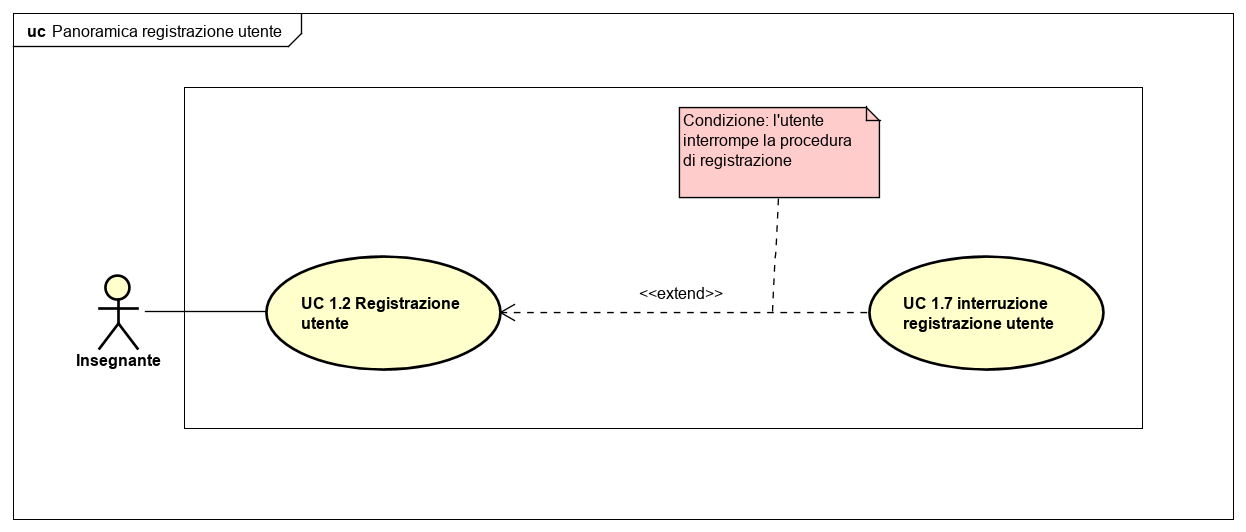 uc Panoramica registrazione utente
Condizione: l'utente
interrompe la procedura
di registrazione
<<extend>>
UC 1.2 Registrazione
utente
UC 1.7 interruzione
registrazione utente
Insegnante